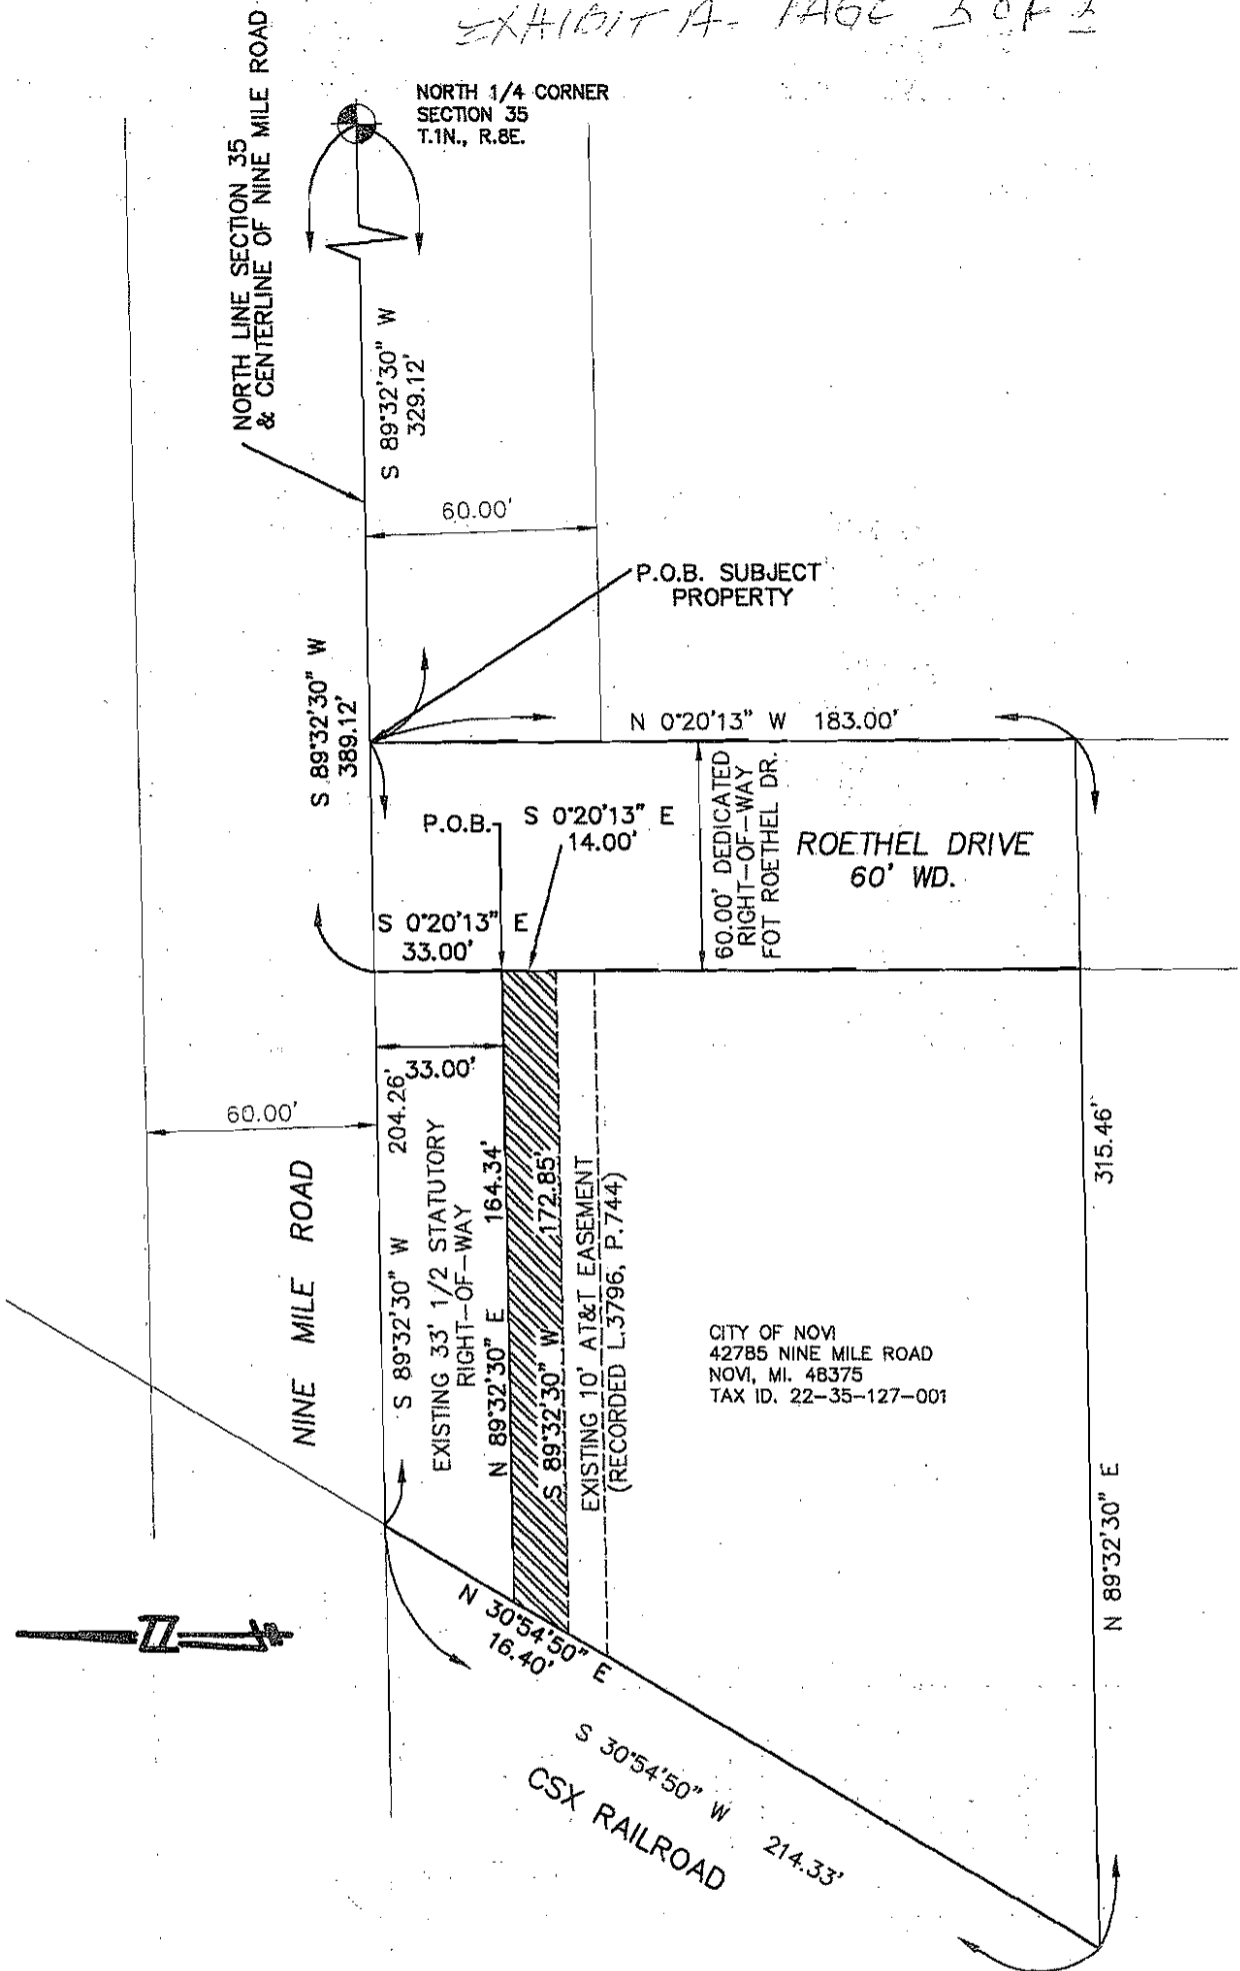 EXHIBIT A- PAGE
NORTH 1/4 CORNER
SECTION 35
T.1N., R.8E.
NORTH LINE SECTION 35
& CENTERLINE OF NINE MILE ROAD
S 89°32'30" W
329.12'
60.00'
P.O.B. SUBJECT
PROPERTY
S 89°32'30" W
389.12'
N 0°20'13" W 183.00'
P.O.B.
S 0°20'13" E
14.00'
60.00' DEDICATED
RIGHT-OF-WAY
FOT ROETHEL DR.
ROETHEL DRIVE
60' WD.
S 0°20'13" E
33.00'
33.00'
60.00'
NINE MILE ROAD
S 89°32'30" W 204.26'
EXISTING 33' 1/2 STATUTORY
RIGHT-OF-WAY
N 89°32'30" E 164.34'
S 89°32'30" W 172.85'
EXISTING 10' AT&T EASEMENT
(RECORDED L.3796, P.744)
CITY OF NOVI
42785 NINE MILE ROAD
NOVI, MI. 48375
TAX ID. 22-35-127-001
N 89°32'30" E 315.46"
N 30°54'50" E
16.40'
S 30°54'50" W 214.33'
CSX RAILROAD
N